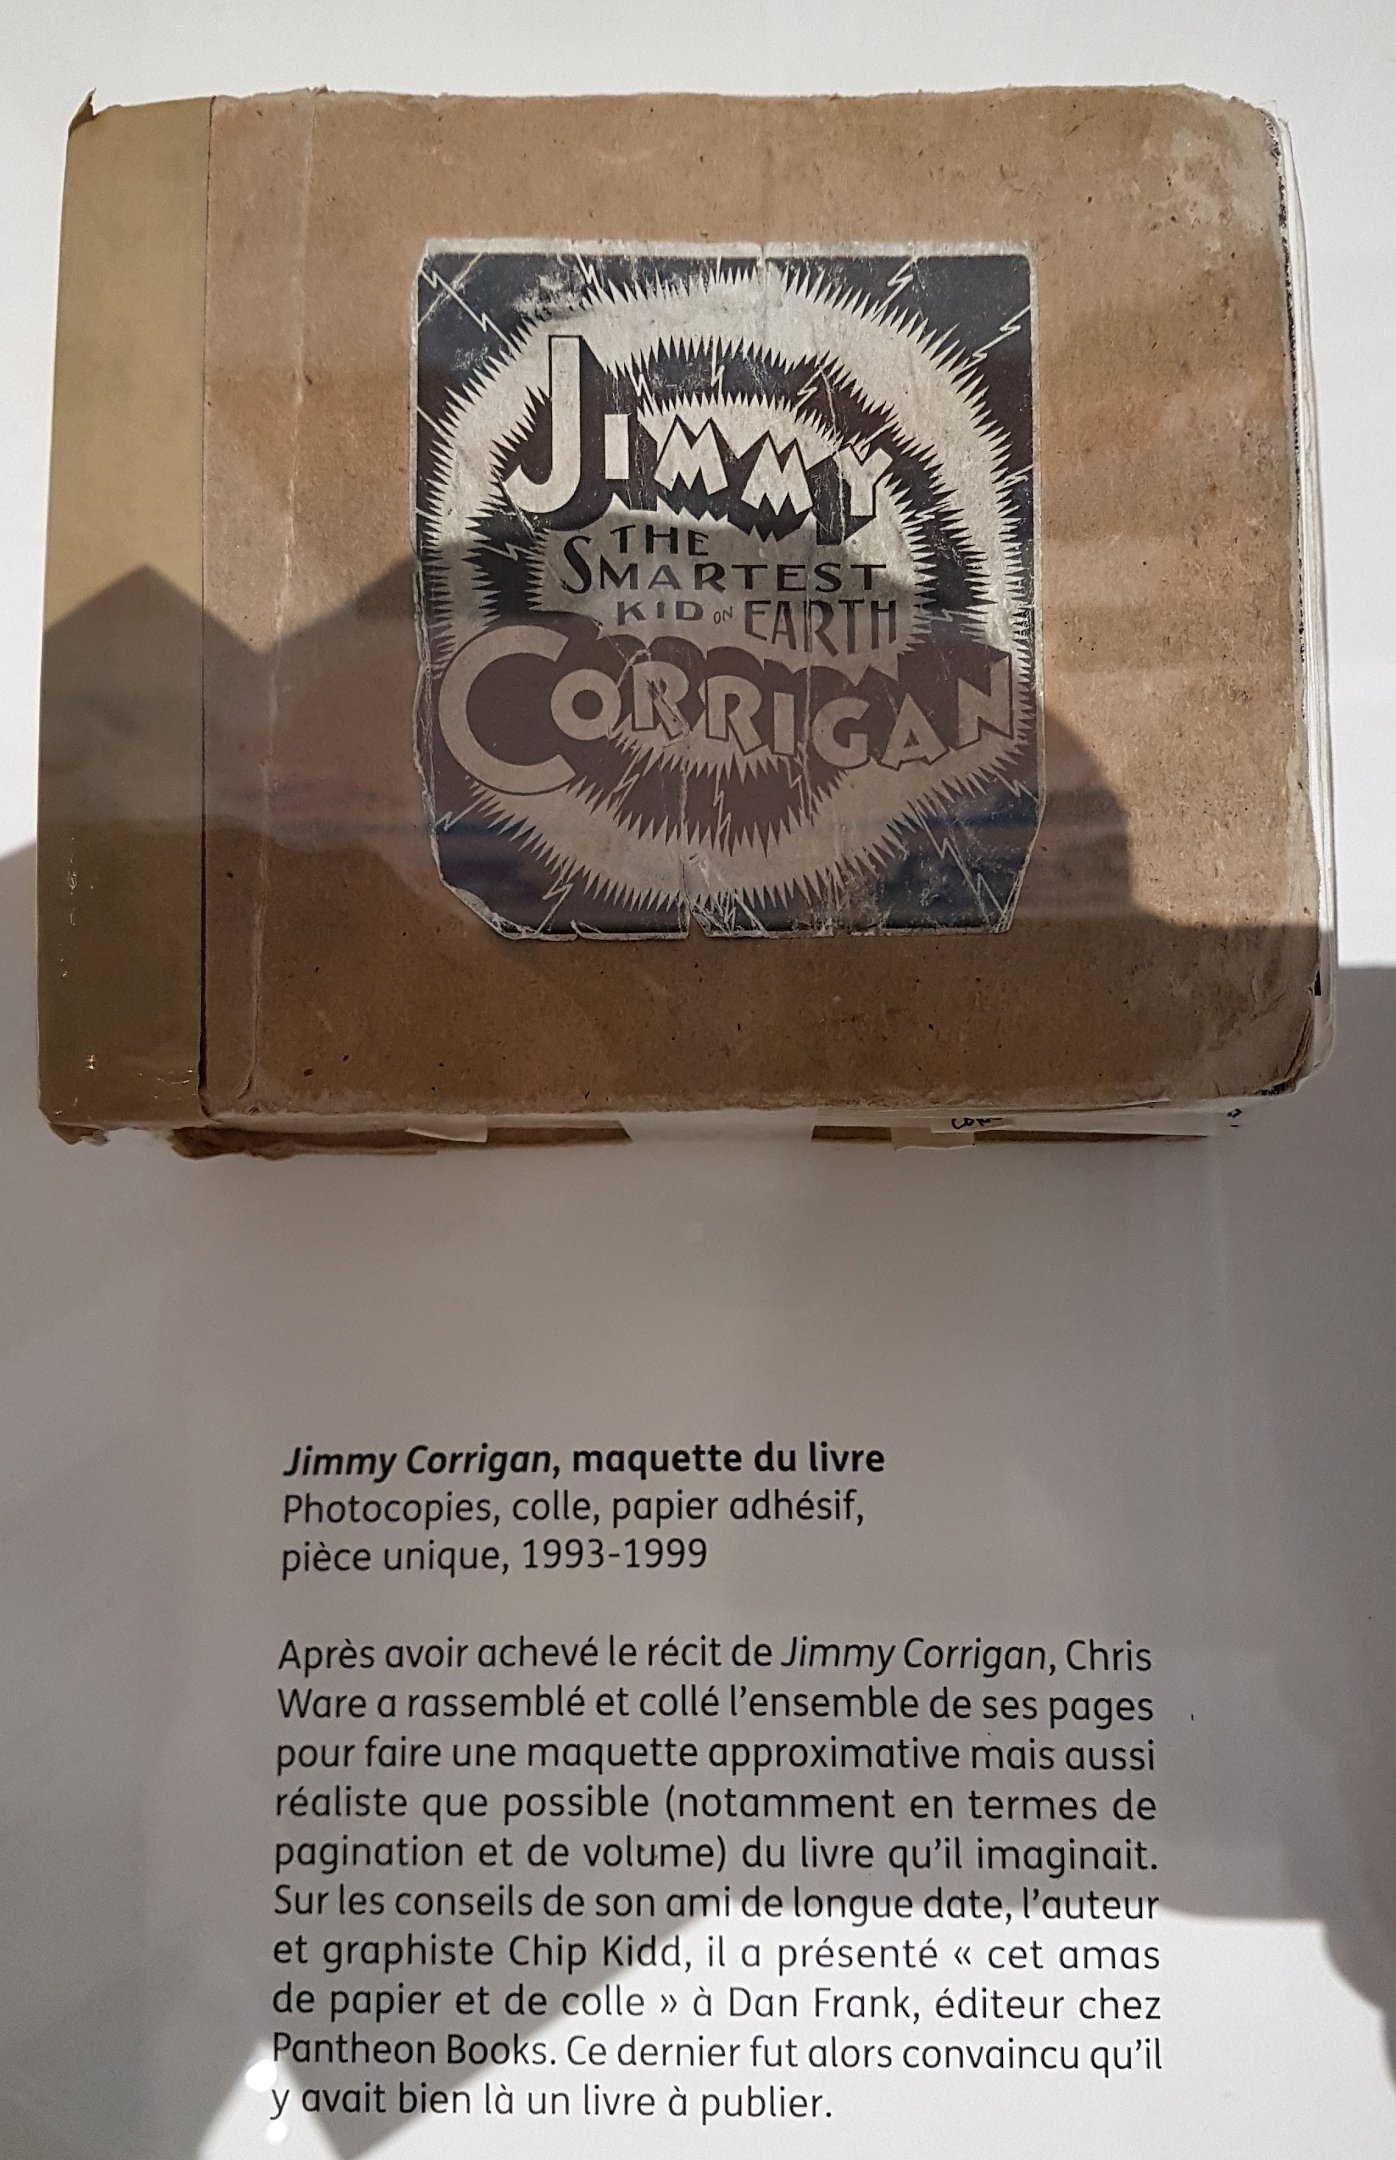 JIMMY
THE
SMARTEST
KID ON EARTH
CORRIGAN
Jimmy Corrigan, maquette du livre
Photocopies, colle, papier adhésif,
pièce unique, 1993-1999
Après avoir achevé le récit de Jimmy Corrigan, Chris
Ware a rassemblé et collé l'ensemble de ses pages
pour faire une maquette approximative mais aussi
réaliste que possible (notamment en termes de
pagination et de volume) du livre qu'il imaginait.
Sur les conseils de son ami de longue date, l'auteur
et graphiste Chip Kidd, il a présenté « cet amas
de papier et de colle » à Dan Frank, éditeur chez
Pantheon Books. Ce dernier fut alors convaincu qu'il
y avait bien là un livre à publier.